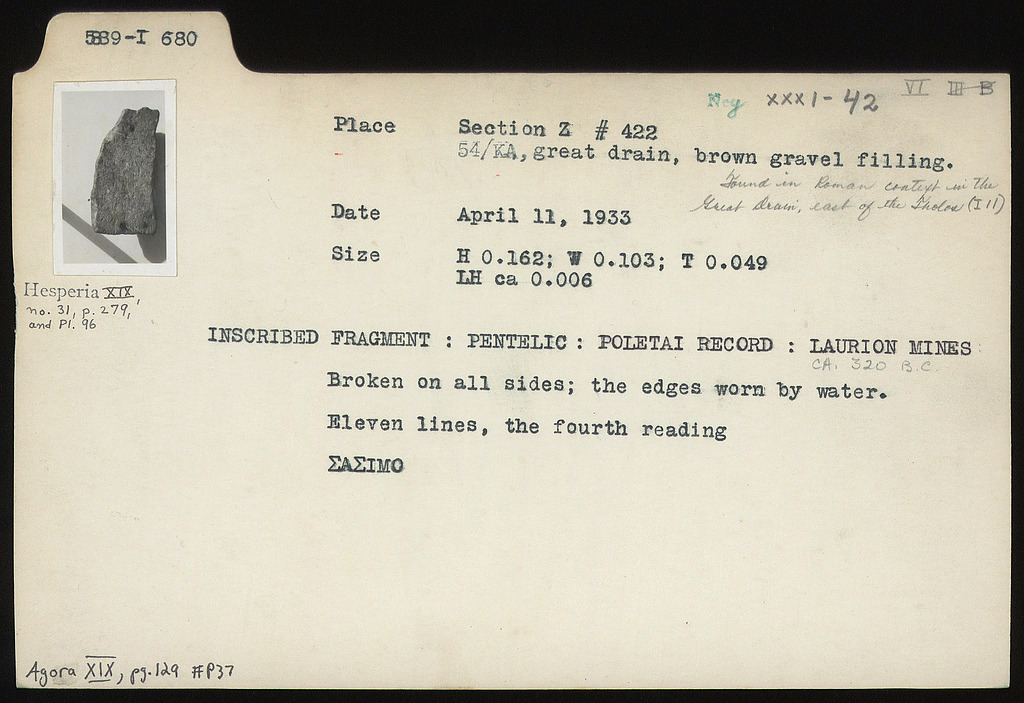 589-I 680
Neg XXXI-42
VI III B
Place Section Z # 422
54/KA, great drain, brown gravel filling.
Found in Roman context in the
Great Drain, east of the Tholos (I 11)
Date April 11, 1933
Size H 0.162; W 0.103; T 0.049
LH ca 0.006
Hesperia XIX,
no. 31, p. 279,
and Pl. 96
INSCRIBED FRAGMENT : PENTELIC : POLETAI RECORD : LAURION MINES
CA. 320 B.C.
Broken on all sides; the edges worn by water.
Eleven lines, the fourth reading
ΣΑΣΙΜΟ
Agora XIX, pg. 129 #P37